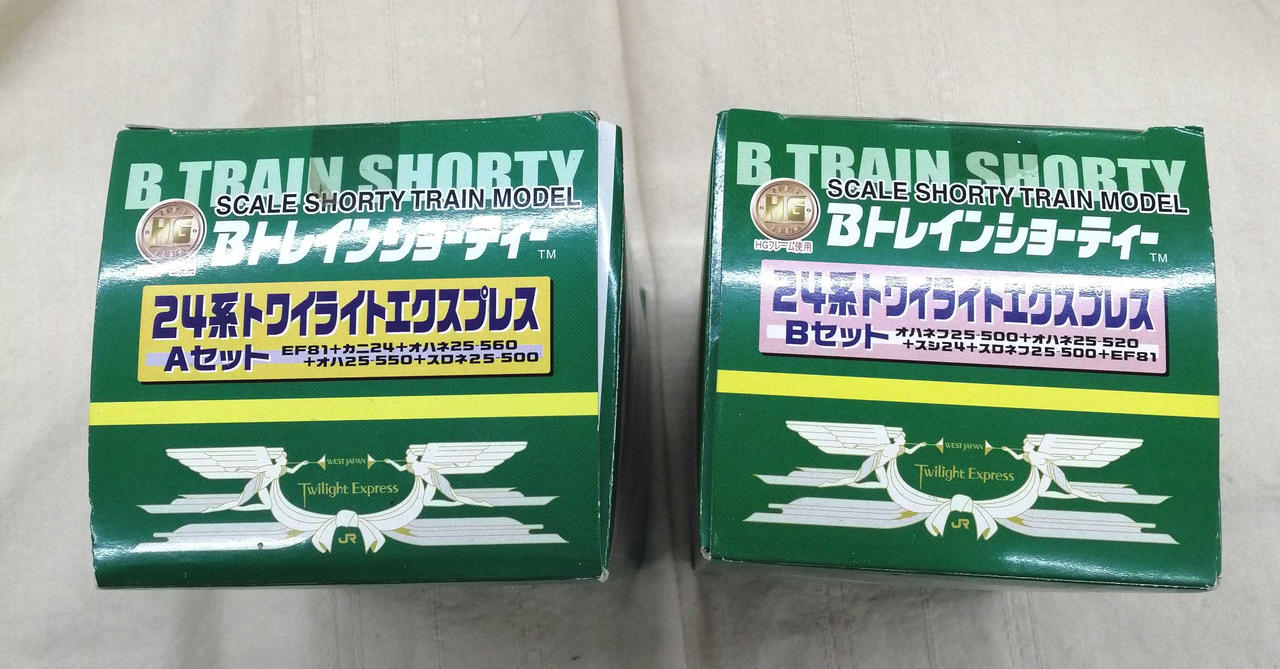 B TRAIN SHORTY
SCALE SHORTY TRAIN MODEL
HG
Bトレインショーティー
TM
24系トワイライトエクスプレス
Aセット
EF81+カニ24+オハネ25-560
+オハ25-550+スロネ25-500
WEST JAPAN
Twilight Express
JR
B TRAIN SHORTY
SCALE SHORTY TRAIN MODEL
HG
HGフレーム使用
Bトレインショーティー
TM
24系トワイライトエクスプレス
Bセット
オハネフ25-500+オハネ25-520
+スシ24+スロネフ25-500+EF81
WEST JAPAN
Twilight Express
JR